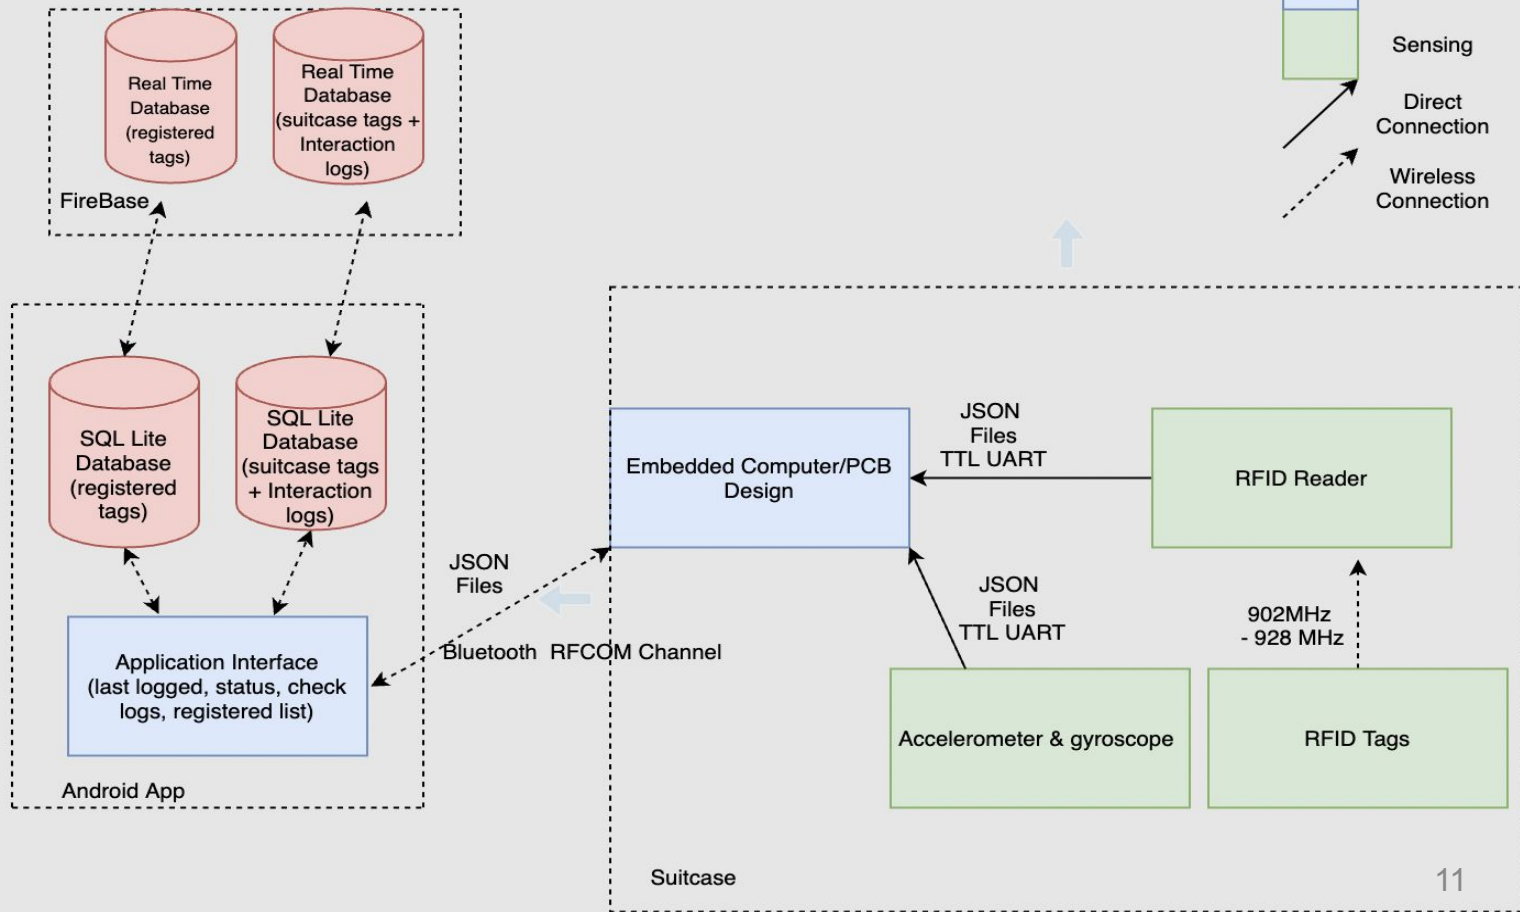 Real Time
Database
(registered
tags)
Real Time
Database
(suitcase tags +
Interaction
logs)
FireBase
Sensing
Direct
Connection
Wireless
Connection
SQL Lite
Database
(registered
tags)
SQL Lite
Database
(suitcase tags
+ Interaction
logs)
Application Interface
(last logged, status, check
logs, registered list)
Android App
JSON
Files
Bluetooth RFCOM Channel
Embedded Computer/PCB
Design
JSON
Files
TTL UART
RFID Reader
JSON
Files
TTL UART
902MHz
- 928 MHz
Accelerometer & gyroscope
RFID Tags
Suitcase
11